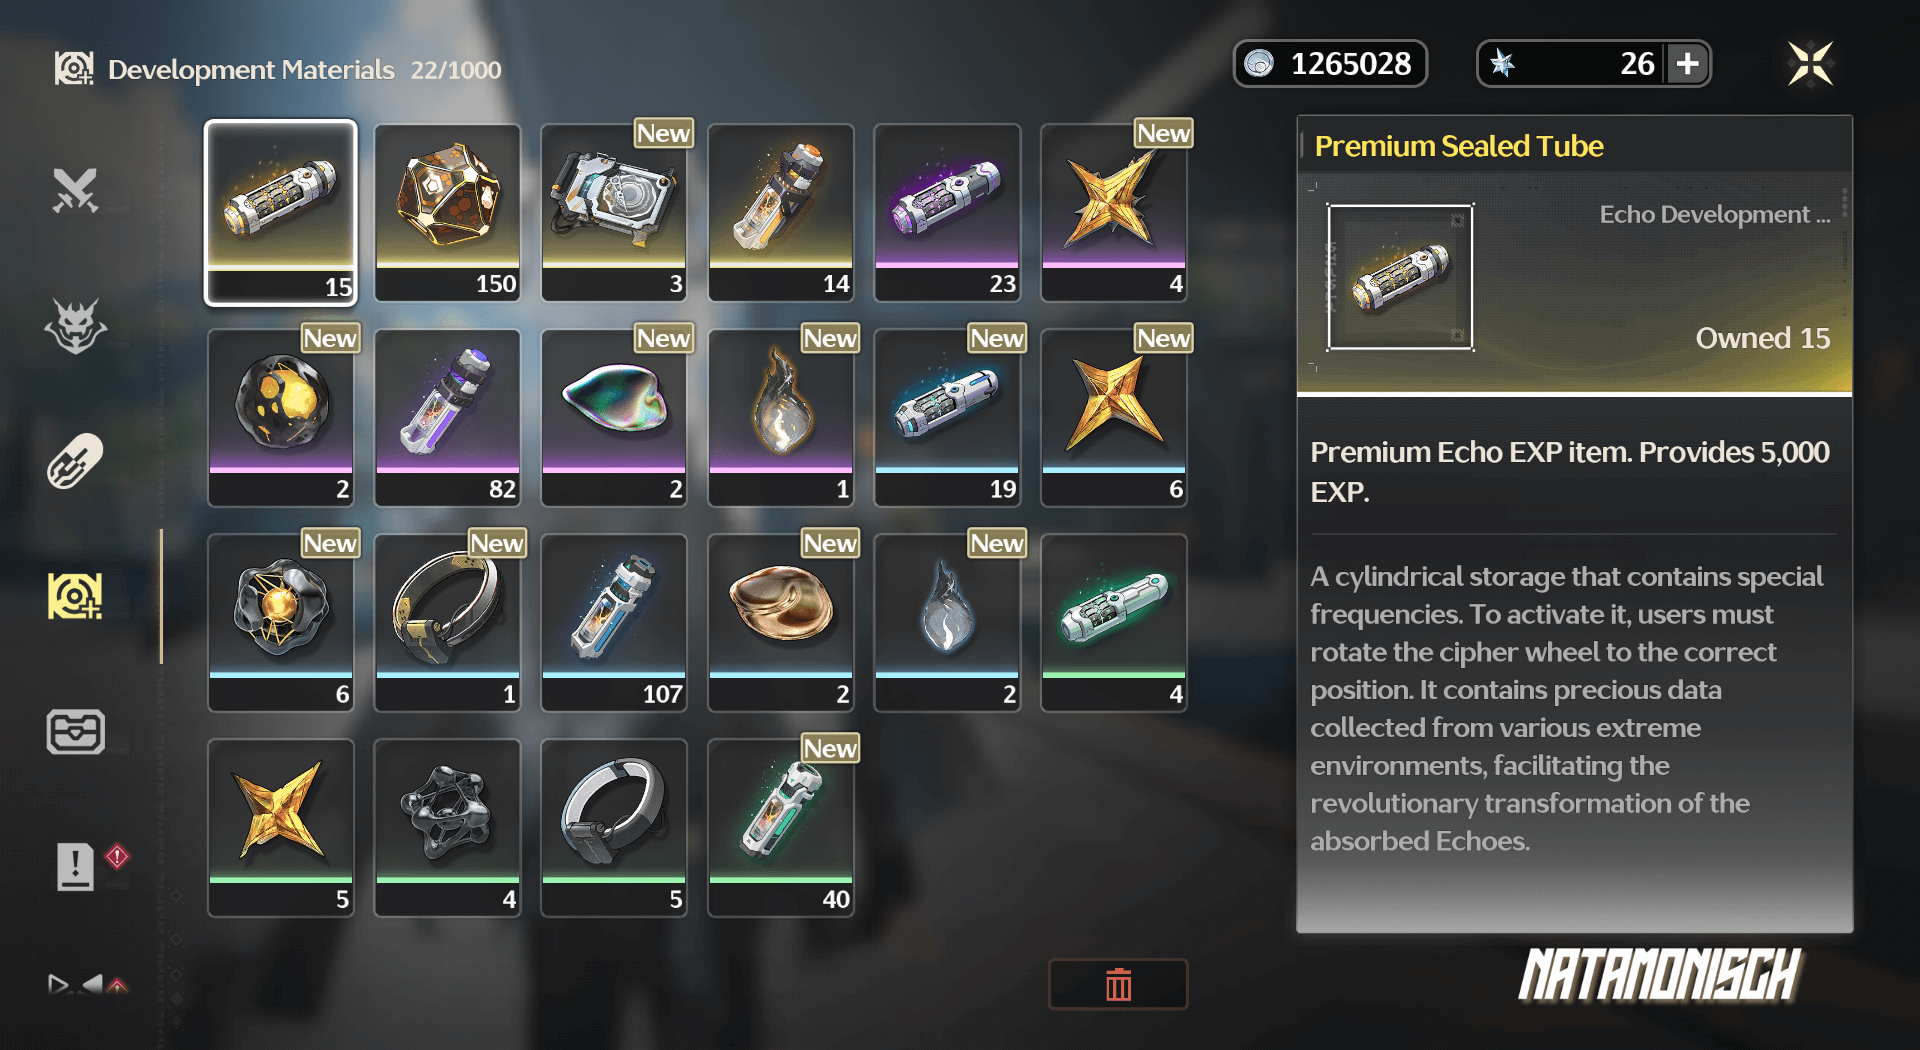 Development Materials 22/1000
1265028
26
15
150
New
3
14
23
New
4
New
2
82
New
2
New
1
New
19
New
6
New
6
New
1
107
New
2
New
2
4
5
4
5
New
40
Premium Sealed Tube
Echo Development ...
Owned 15
Premium Echo EXP item. Provides 5,000
EXP.
A cylindrical storage that contains special
frequencies. To activate it, users must
rotate the cipher wheel to the correct
position. It contains precious data
collected from various extreme
environments, facilitating the
revolutionary transformation of the
absorbed Echoes.
NATAMONISCH